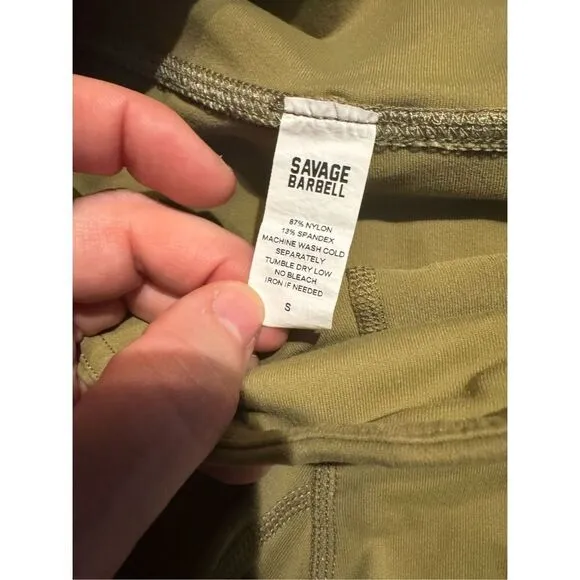 SAVAGE
BARBELL
87% NYLON
13% SPANDEX
MACHINE WASH COLD
SEPARATELY
TUMBLE DRY LOW
NO BLEACH
IRON IF NEEDED
S